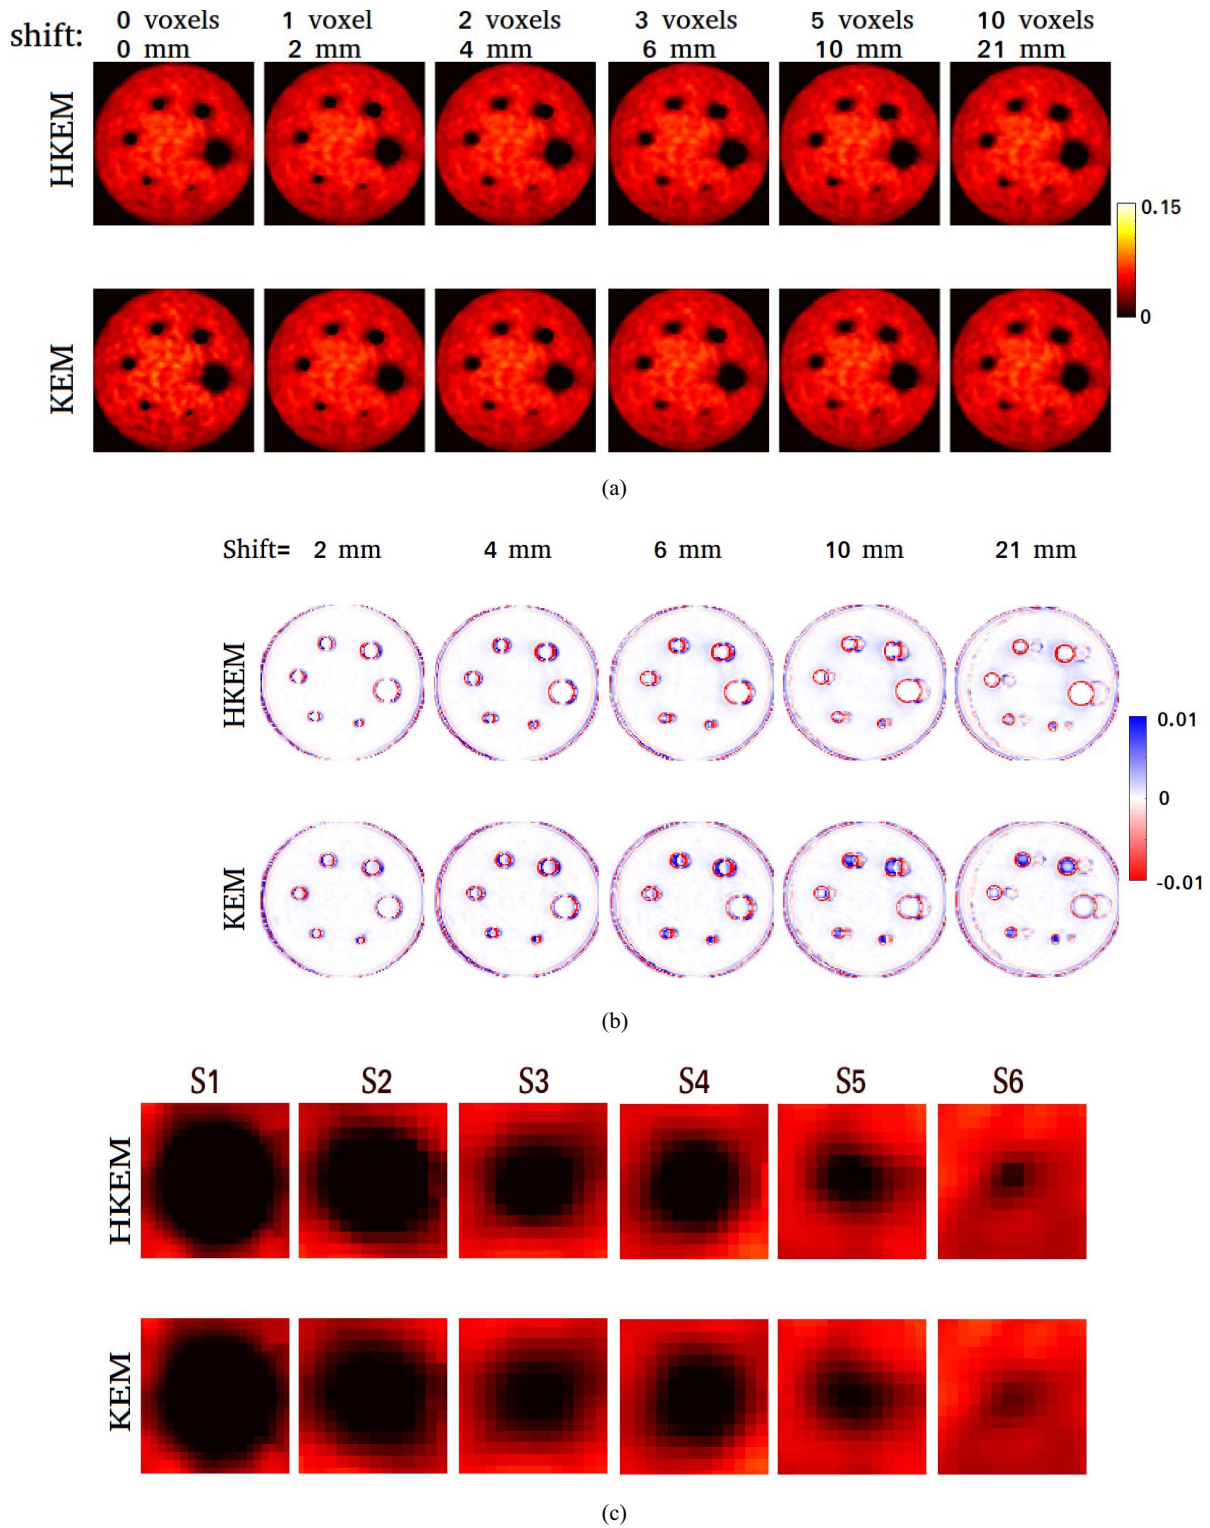 shift:
0 voxels 1 voxel 2 voxels 3 voxels 5 voxels 10 voxels
0 mm 2 mm 4 mm 6 mm 10 mm 21 mm
HKEM
0.15
0
KEM
(a)
Shift= 2 mm 4 mm 6 mm 10 mm 21 mm
HKEM
0.01
0
-0.01
KEM
(b)
S1 S2 S3 S4 S5 S6
HKEM
KEM
(c)